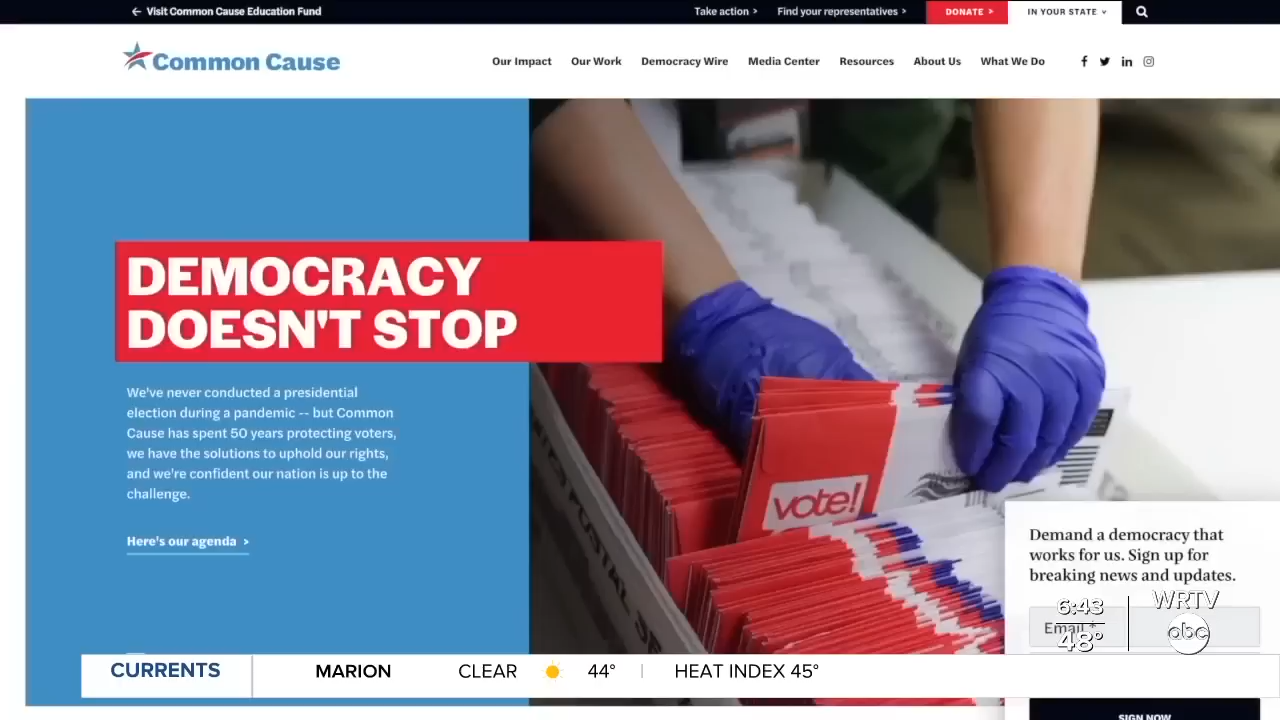 ← Visit Common Cause Education Fund
Take action >
Find your representatives >
DONATE >
IN YOUR STATE
Common Cause
Our Impact
Our Work
Democracy Wire
Media Center
Resources
About Us
What We Do
DEMOCRACY
DOESN'T STOP
We've never conducted a presidential
election during a pandemic -- but Common
Cause has spent 50 years protecting voters,
we have the solutions to uphold our rights,
and we're confident our nation is up to the
challenge.
Here's our agenda >
vote!
Demand a democracy that
works for us. Sign up for
breaking news and updates.
Email *
6:43
48°
WRTV
abc
CURRENTS
MARION
CLEAR
44°
HEAT INDEX 45°
SIGN NOW